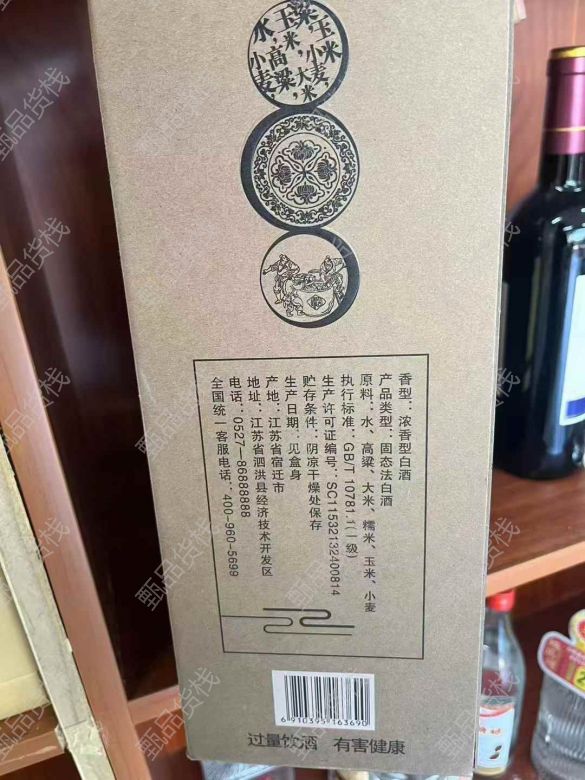 水,玉米,
小麦,
高粱
大米
小麦,
玉米
粱
香型：浓香型白酒
产品类型：固态法白酒
原料：水、高粱、大米、糯米、玉米、小麦
执行标准：GB/T 10781.1(Ⅰ级)
生产许可证编号：SC11532132400814
贮存条件：阴凉干燥处保存
生产日期：见盒身
产地：江苏省宿迁市
地址：江苏省泗洪县经济技术开发区
电话：0527-86888888
全国统一客服电话：400-960-5699
6910395163690
过量饮酒 有害健康
甄品货栈